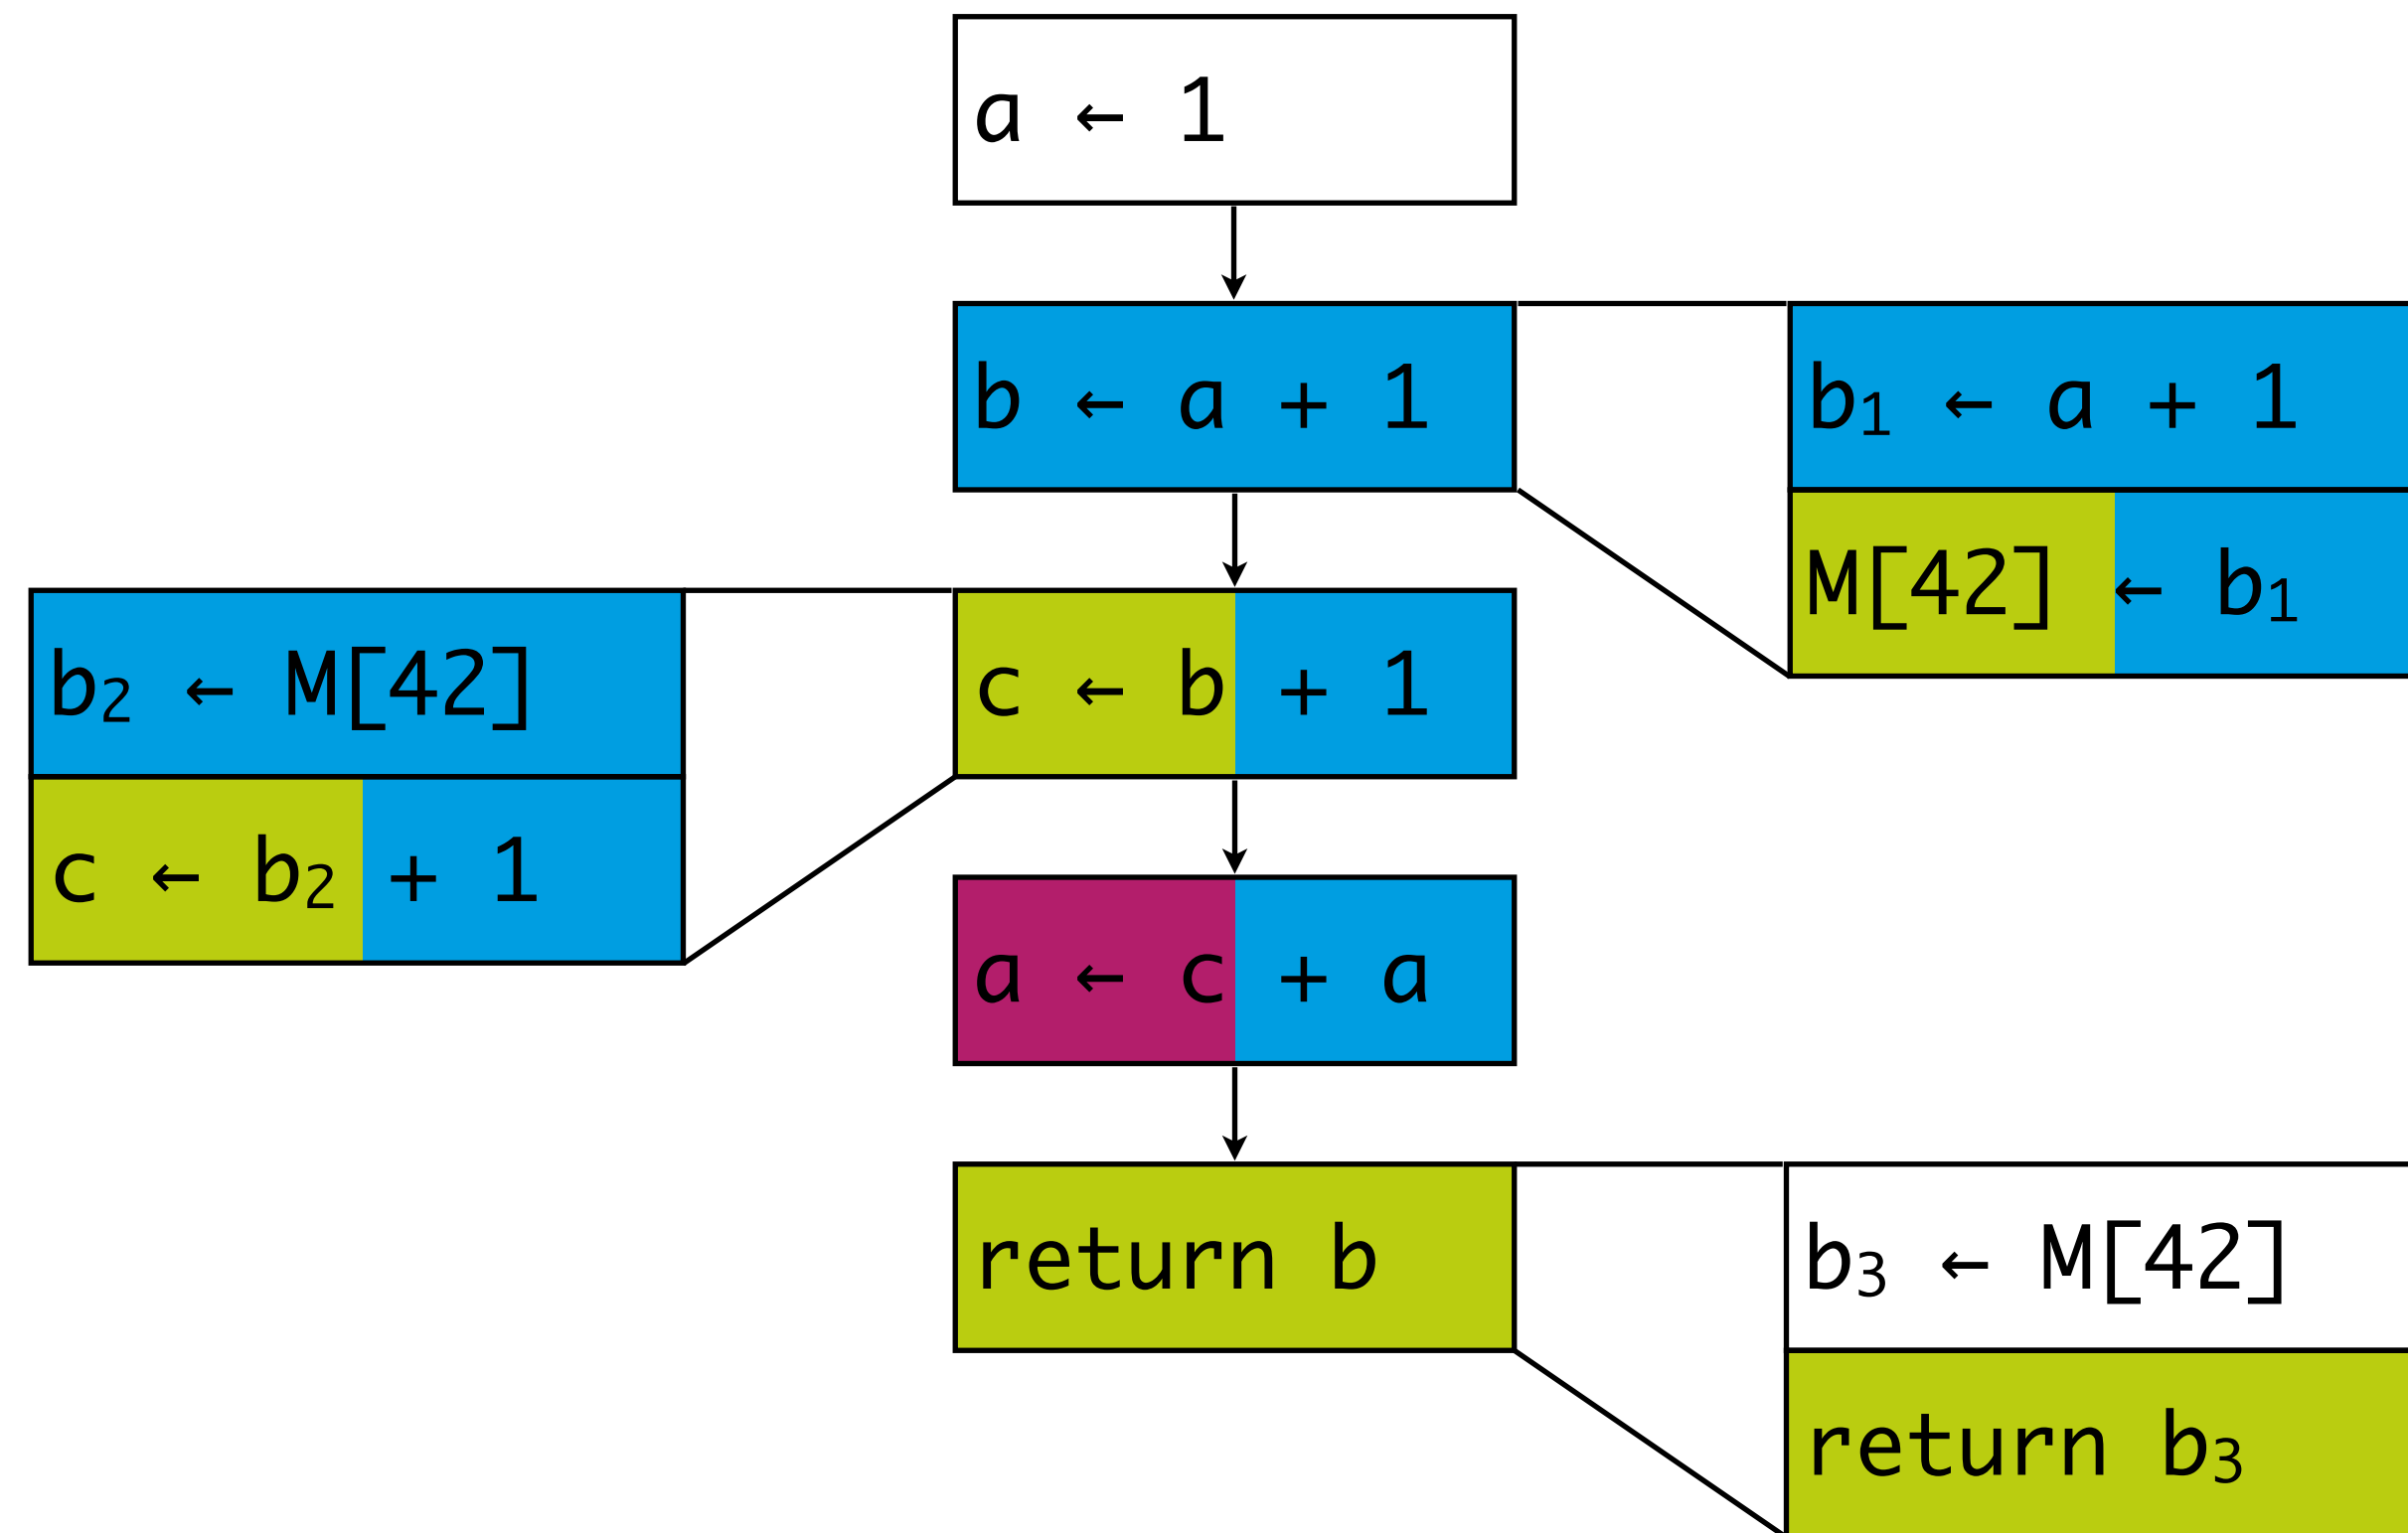 a ← 1
b ← a + 1
b₁ ← a + 1
M[42] ← b₁
c ← b + 1
b₂ ← M[42]
c ← b₂ + 1
a ← c + a
return b
b₃ ← M[42]
return b₃